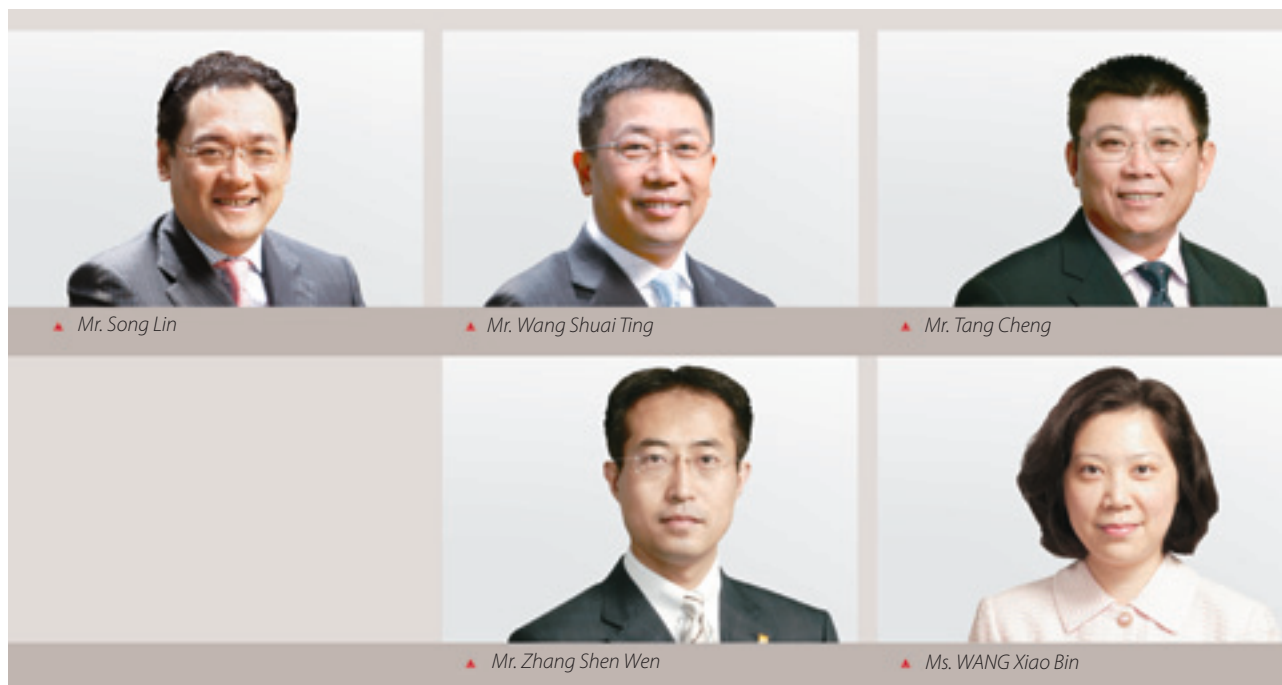 Mr. Song Lin
Mr. Wang Shuai Ting
Mr. Tang Cheng
Mr. Zhang Shen Wen
Ms. WANG Xiao Bin